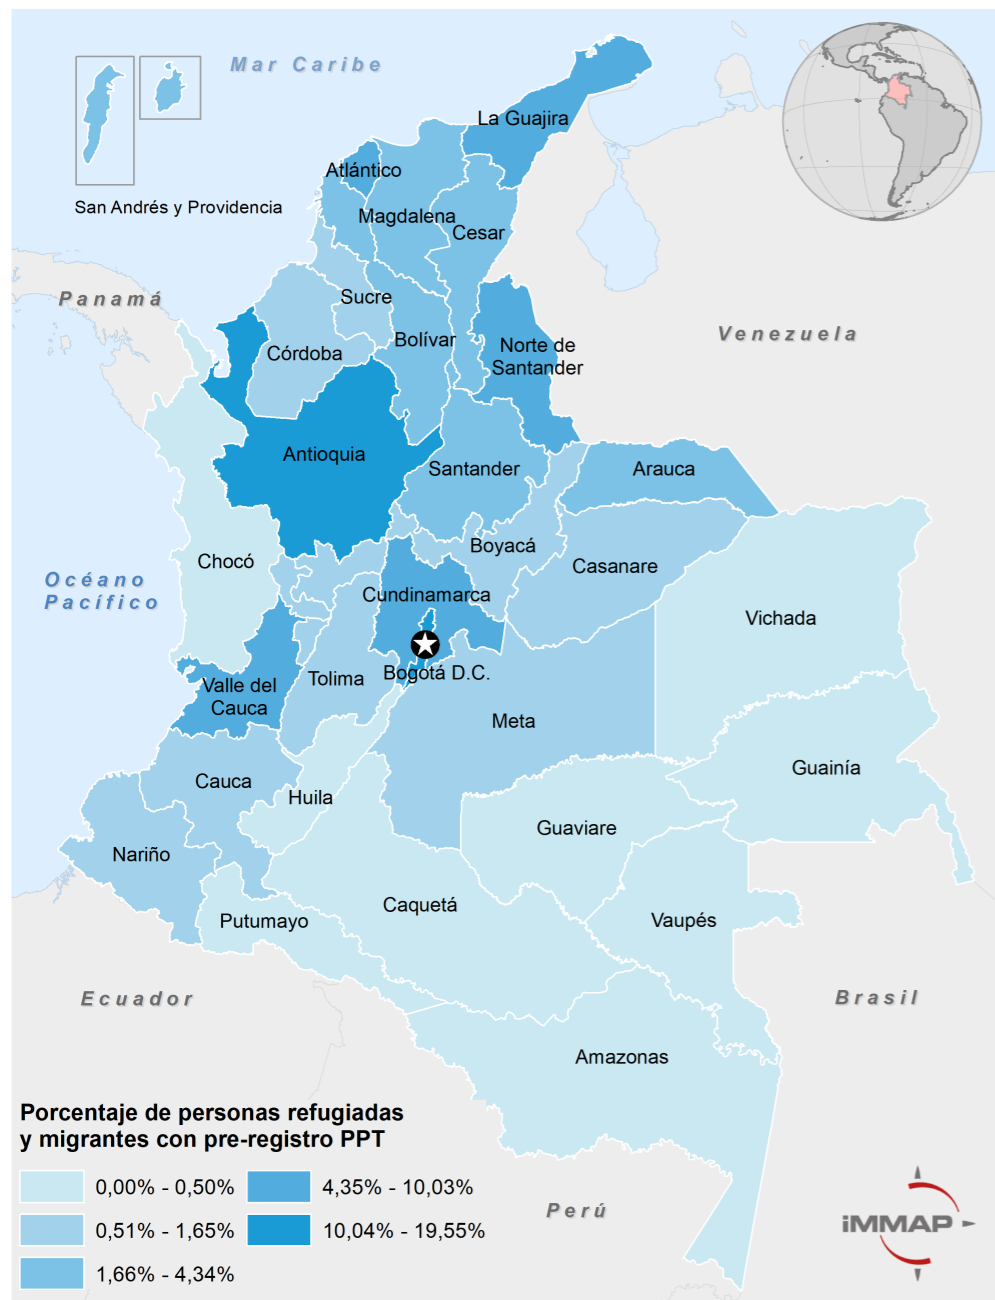 Mar Caribe
La Guajira
Atlántico
San Andrés y Providencia
Magdalena
Cesar
Panamá
Sucre
Venezuela
Córdoba
Bolívar
Norte de
Santander
Antioquia
Santander
Arauca
Chocó
Boyacá
Casanare
Océano
Pacífico
Cundinamarca
Vichada
Bogotá D.C.
Tolima
Valle del
Cauca
Meta
Guainía
Cauca
Huila
Guaviare
Nariño
Caquetá
Putumayo
Vaupés
Ecuador
Brasil
Amazonas
Porcentaje de personas refugiadas
y migrantes con pre-registro PPT
0,00% - 0,50%
4,35% - 10,03%
0,51% - 1,65%
10,04% - 19,55%
1,66% - 4,34%
Perú
iMMAP